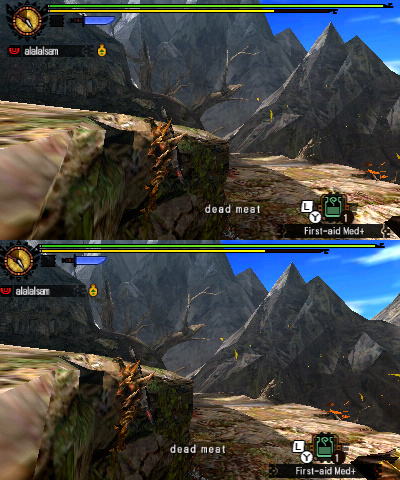 alalalsam
dead meat
L
Y
1
First-aid Med+
alalalsam
dead meat
L
Y
1
First-aid Med+